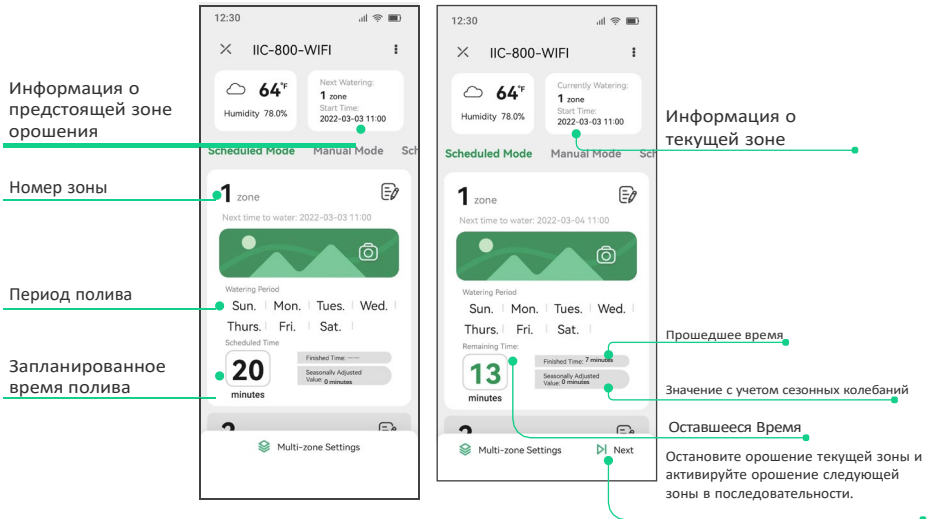 Информация о
предстоящей зоне
орошения
Номер зоны
Период полива
Запланированное
время полива
12:30
IIC-800-WIFI
64°F
Humidity 78.0%
Next Watering:
1 zone
Start Time:
2022-03-03 11:00
Scheduled Mode Manual Mode Sch
1 zone
Next time to water: 2022-03-03 11:00
Watering Period
Sun. Mon. Tues. Wed.
Thurs. Fri. Sat.
Scheduled Time
20
minutes
Finished Time: -----
Seasonally Adjusted
Value: 0 minutes
2
Multi-zone Settings
12:30
IIC-800-WIFI
64°F
Humidity 78.0%
Currently Watering:
1 zone
Start Time:
2022-03-03 11:00
Scheduled Mode Manual Mode Sch
1 zone
Next time to water: 2022-03-04 11:00
Watering Period
Sun. Mon. Tues. Wed.
Thurs. Fri. Sat.
Remaining Time:
13
minutes
Finished Time: 7 minutes
Seasonally Adjusted
Value: 0 minutes
2
Multi-zone Settings Next
Информация о
текущей зоне
Прошедшее время
Значение с учетом сезонных колебаний
Оставшееся Время
Остановите орошение текущей зоны и
активируйте орошение следующей
зоны в последовательности.